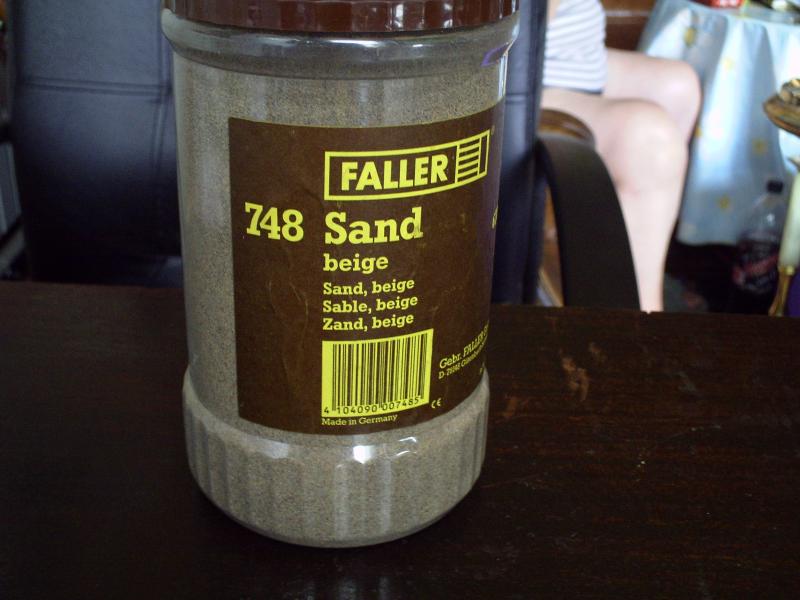 FALLER
748 Sand
beige
Sand, beige
Sable, beige
Zand, beige
Gebr. FALLER
4 104090 007485
CE
Made in Germany